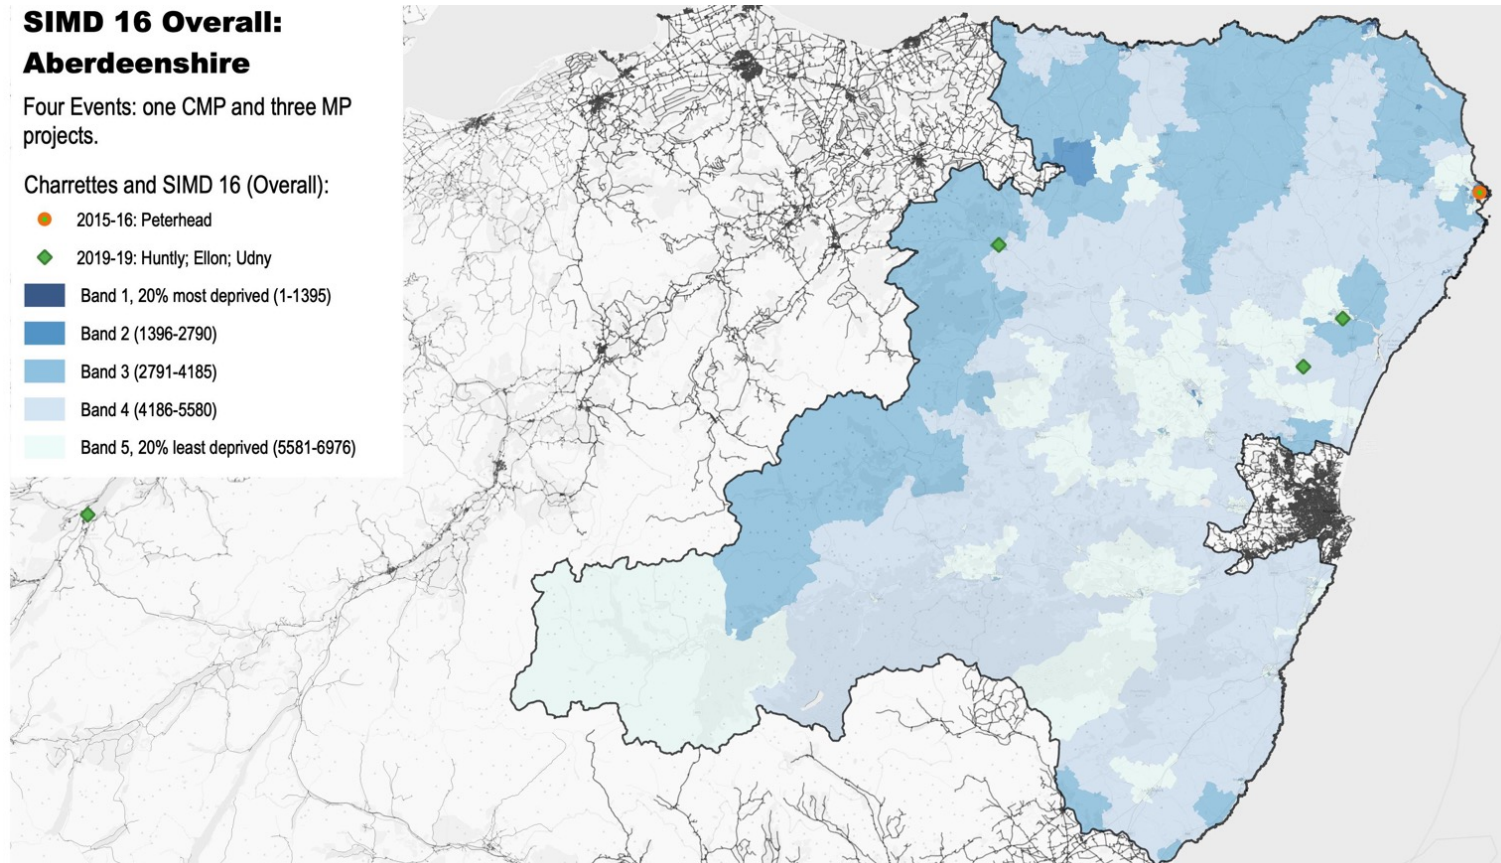 SIMD 16 Overall:
Aberdeenshire
Four Events: one CMP and three MP
projects.
Charrettes and SIMD 16 (Overall):
2015-16: Peterhead
2019-19: Huntly; Ellon; Udny
Band 1, 20% most deprived (1-1395)
Band 2 (1396-2790)
Band 3 (2791-4185)
Band 4 (4186-5580)
Band 5, 20% least deprived (5581-6976)